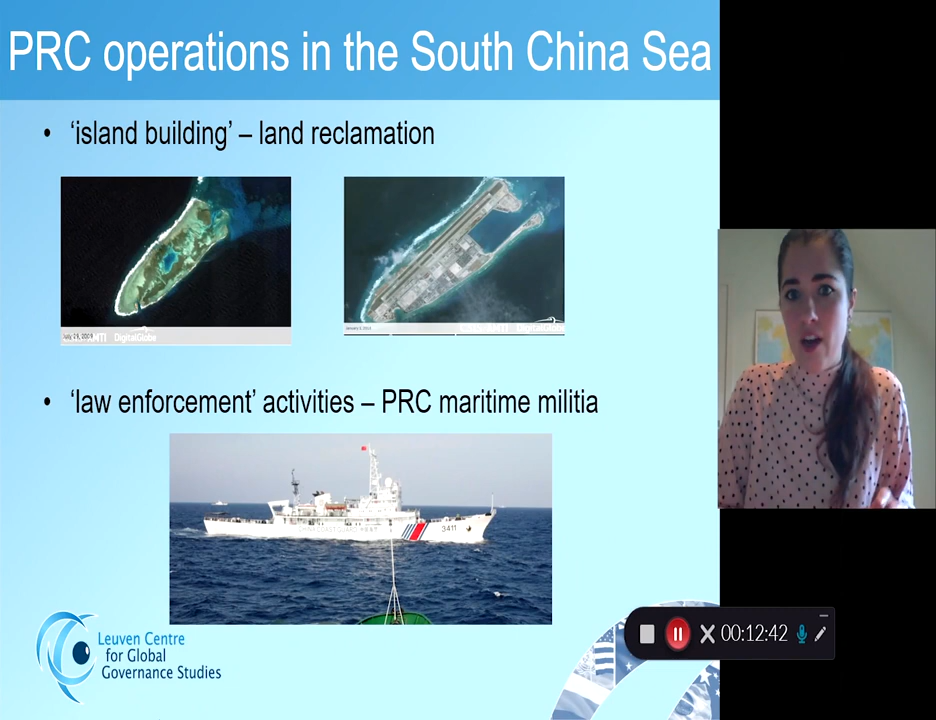 PRC operations in the South China Sea
• ‘island building’ – land reclamation
DigitalGlobe
DigitalGlobe
• ‘law enforcement’ activities – PRC maritime militia
3411
Leuven Centre
for Global
Governance Studies
00:12:42